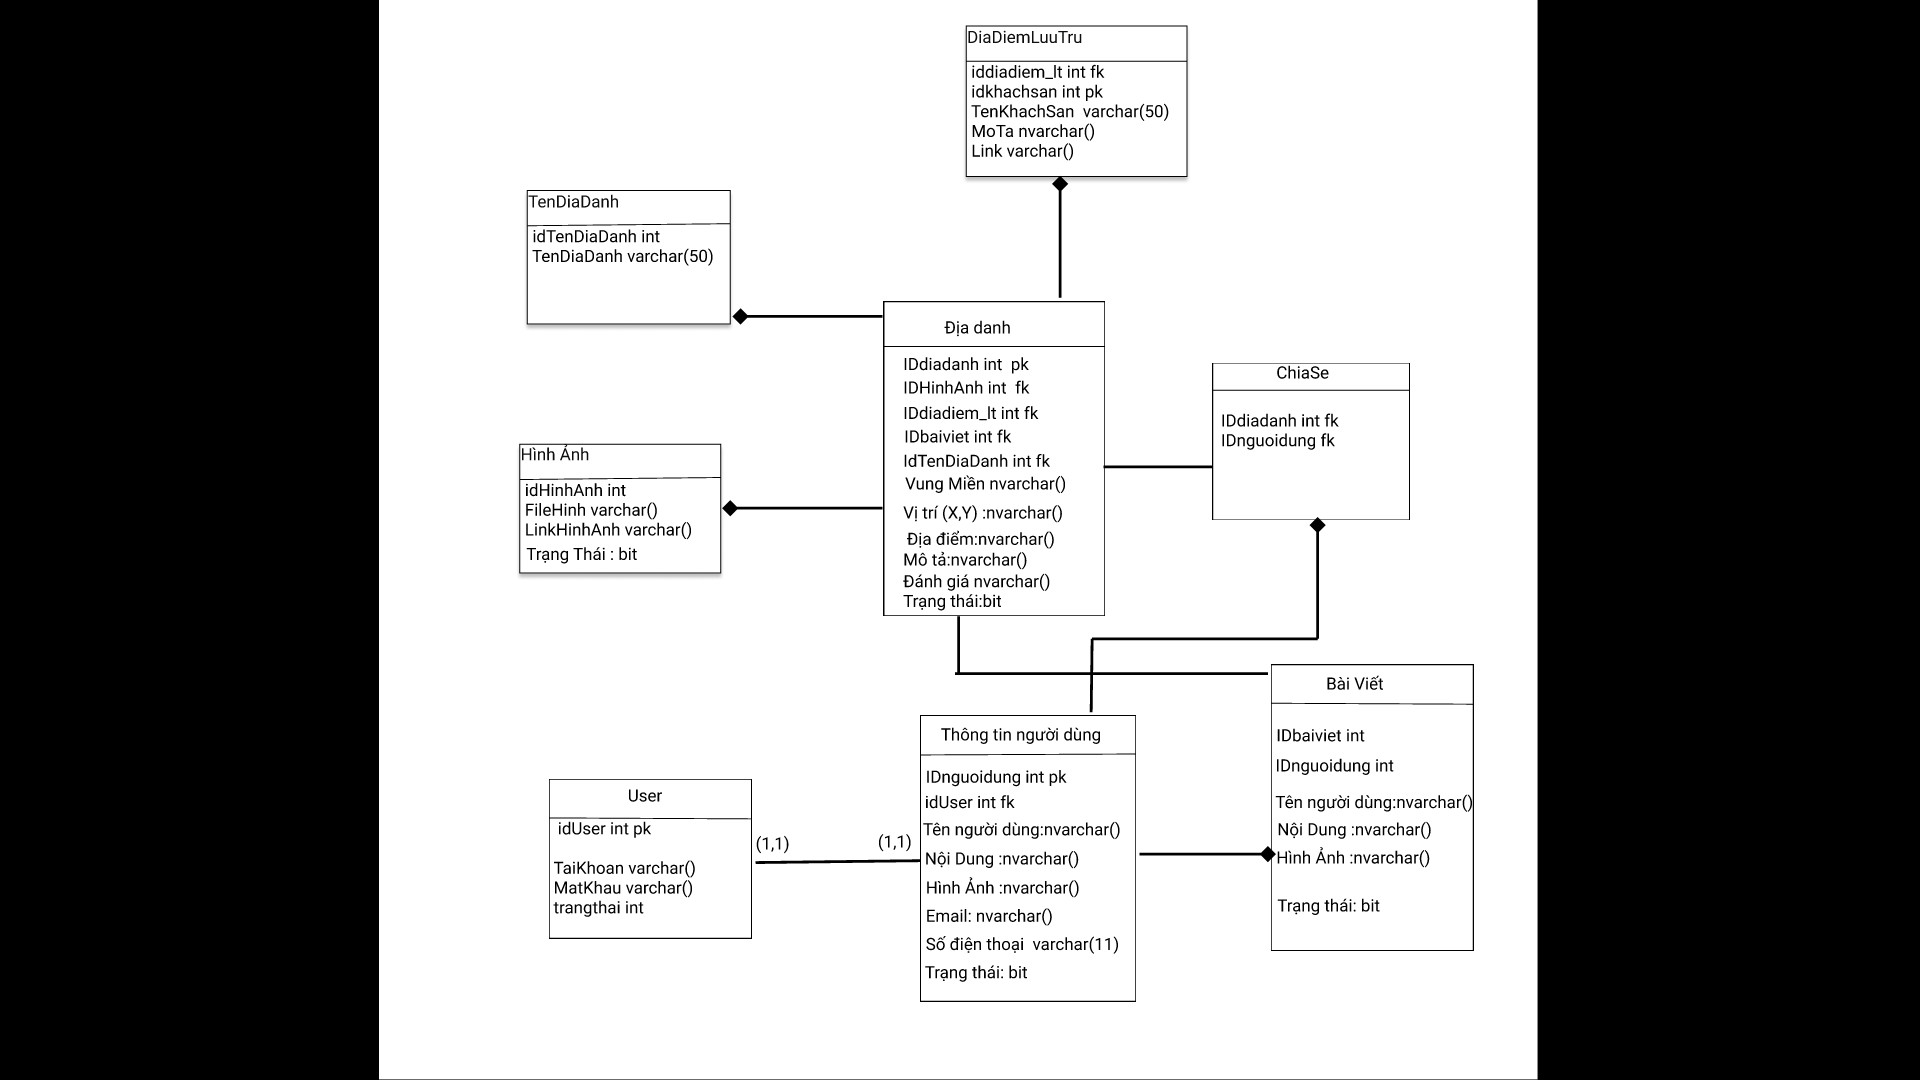 DiaDiemLuuTru
iddiadiem_lt int fk
idkhachsan int pk
TenKhachSan varchar(50)
MoTa nvarchar()
Link varchar()
TenDiaDanh
idTenDiaDanh int
TenDiaDanh varchar(50)
Địa danh
IDdiadanh int pk
IDHinhAnh int fk
IDdiadiem_lt int fk
IDbaiviet int fk
IdTenDiaDanh int fk
Vung Miền nvarchar()
Vị trí (X,Y) :nvarchar()
Địa điểm:nvarchar()
Mô tả:nvarchar()
Đánh giá nvarchar()
Trạng thái:bit
ChiaSe
IDdiadanh int fk
IDnguoidung fk
Hình Ảnh
idHinhAnh int
FileHinh varchar()
LinkHinhAnh varchar()
Trạng Thái : bit
Bài Viết
IDbaiviet int
IDnguoidung int
Tên người dùng:nvarchar()
Nội Dung :nvarchar()
Hình Ảnh :nvarchar()
Trạng thái: bit
Thông tin người dùng
IDnguoidung int pk
idUser int fk
Tên người dùng:nvarchar()
Nội Dung :nvarchar()
Hình Ảnh :nvarchar()
Email: nvarchar()
Số điện thoại varchar(11)
Trạng thái: bit
User
idUser int pk
TaiKhoan varchar()
MatKhau varchar()
trangthai int
(1,1)
(1,1)